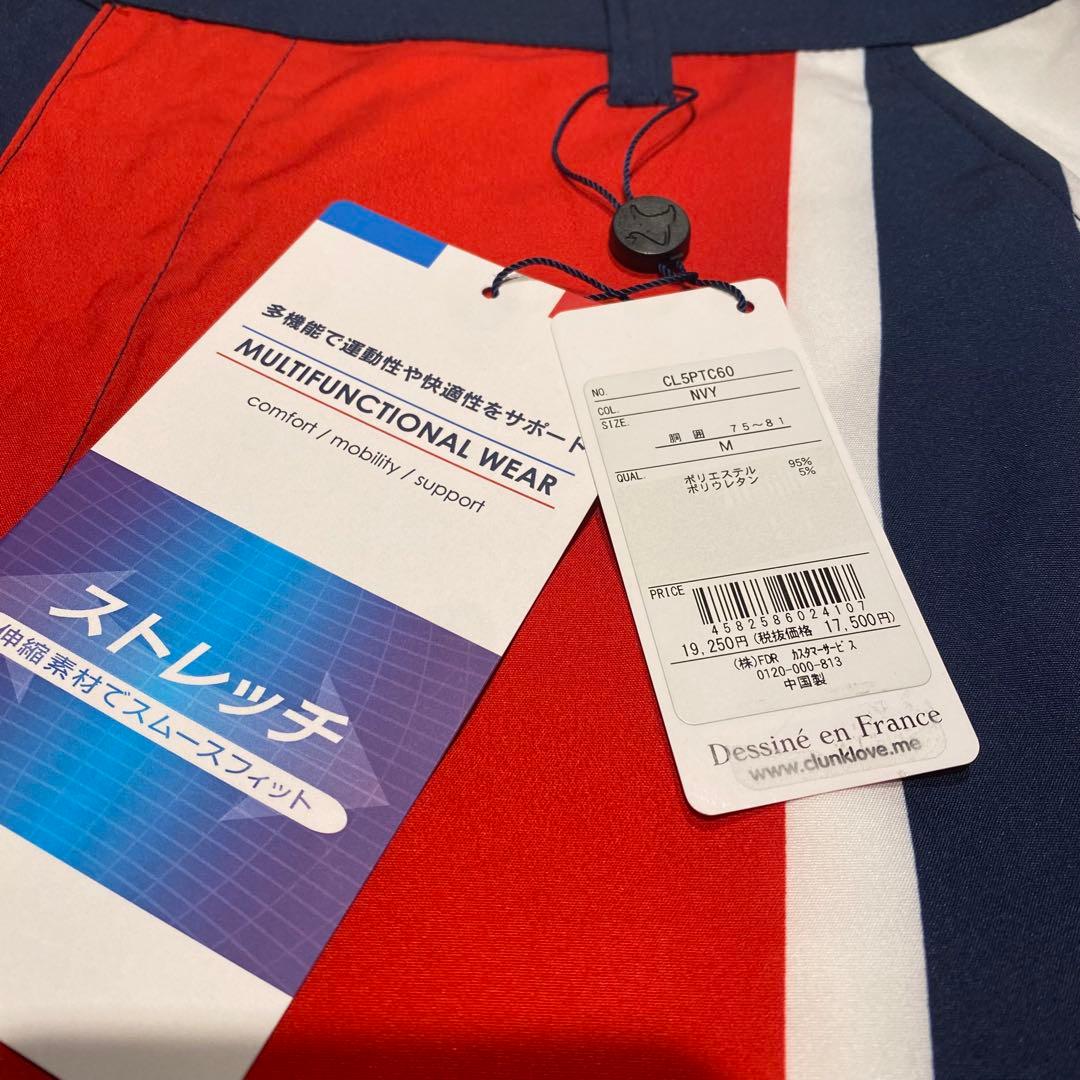 多機能で運動性や快適性をサポート
MULTIFUNCTIONAL WEAR
comfort / mobility / support
ストレッチ
伸縮素材でスムースフィット
NO. CL5PTC60
COL. NVY
SIZE.
胴囲 75~81
M
QUAL. ポリエステル 95%
ポリウレタン 5%
PRICE
4582586024107
19,250円(税抜価格 17,500円)
(株)FDR カスタマーサービス
0120-000-813
中国製
Dessiné en France
www.clunklove.me